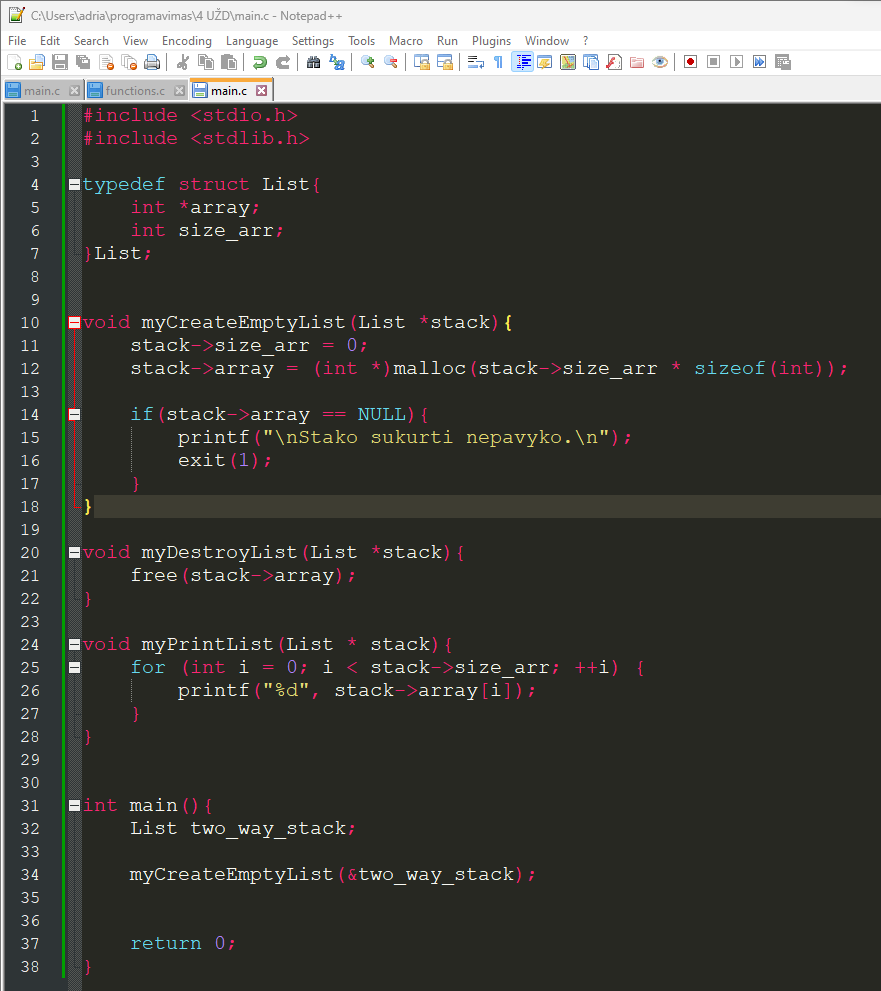 C:\Users\adria\programavimas\4 UŽD\main.c - Notepad++
File Edit Search View Encoding Language Settings Tools Macro Run Plugins Window ?
main.c functions.c main.c
1 #include <stdio.h>
2 #include <stdlib.h>
3
4 typedef struct List{
5 int *array;
6 int size_arr;
7 }List;
8
9
10 void myCreateEmptyList(List *stack){
11 stack->size_arr = 0;
12 stack->array = (int *)malloc(stack->size_arr * sizeof(int));
13
14 if(stack->array == NULL){
15 printf("\nStako sukurti nepavyko.\n");
16 exit(1);
17 }
18 }
19
20 void myDestroyList(List *stack){
21 free(stack->array);
22 }
23
24 void myPrintList(List * stack){
25 for (int i = 0; i < stack->size_arr; ++i) {
26 printf("%d", stack->array[i]);
27 }
28 }
29
30
31 int main(){
32 List two_way_stack;
33
34 myCreateEmptyList(&two_way_stack);
35
36
37 return 0;
38 }